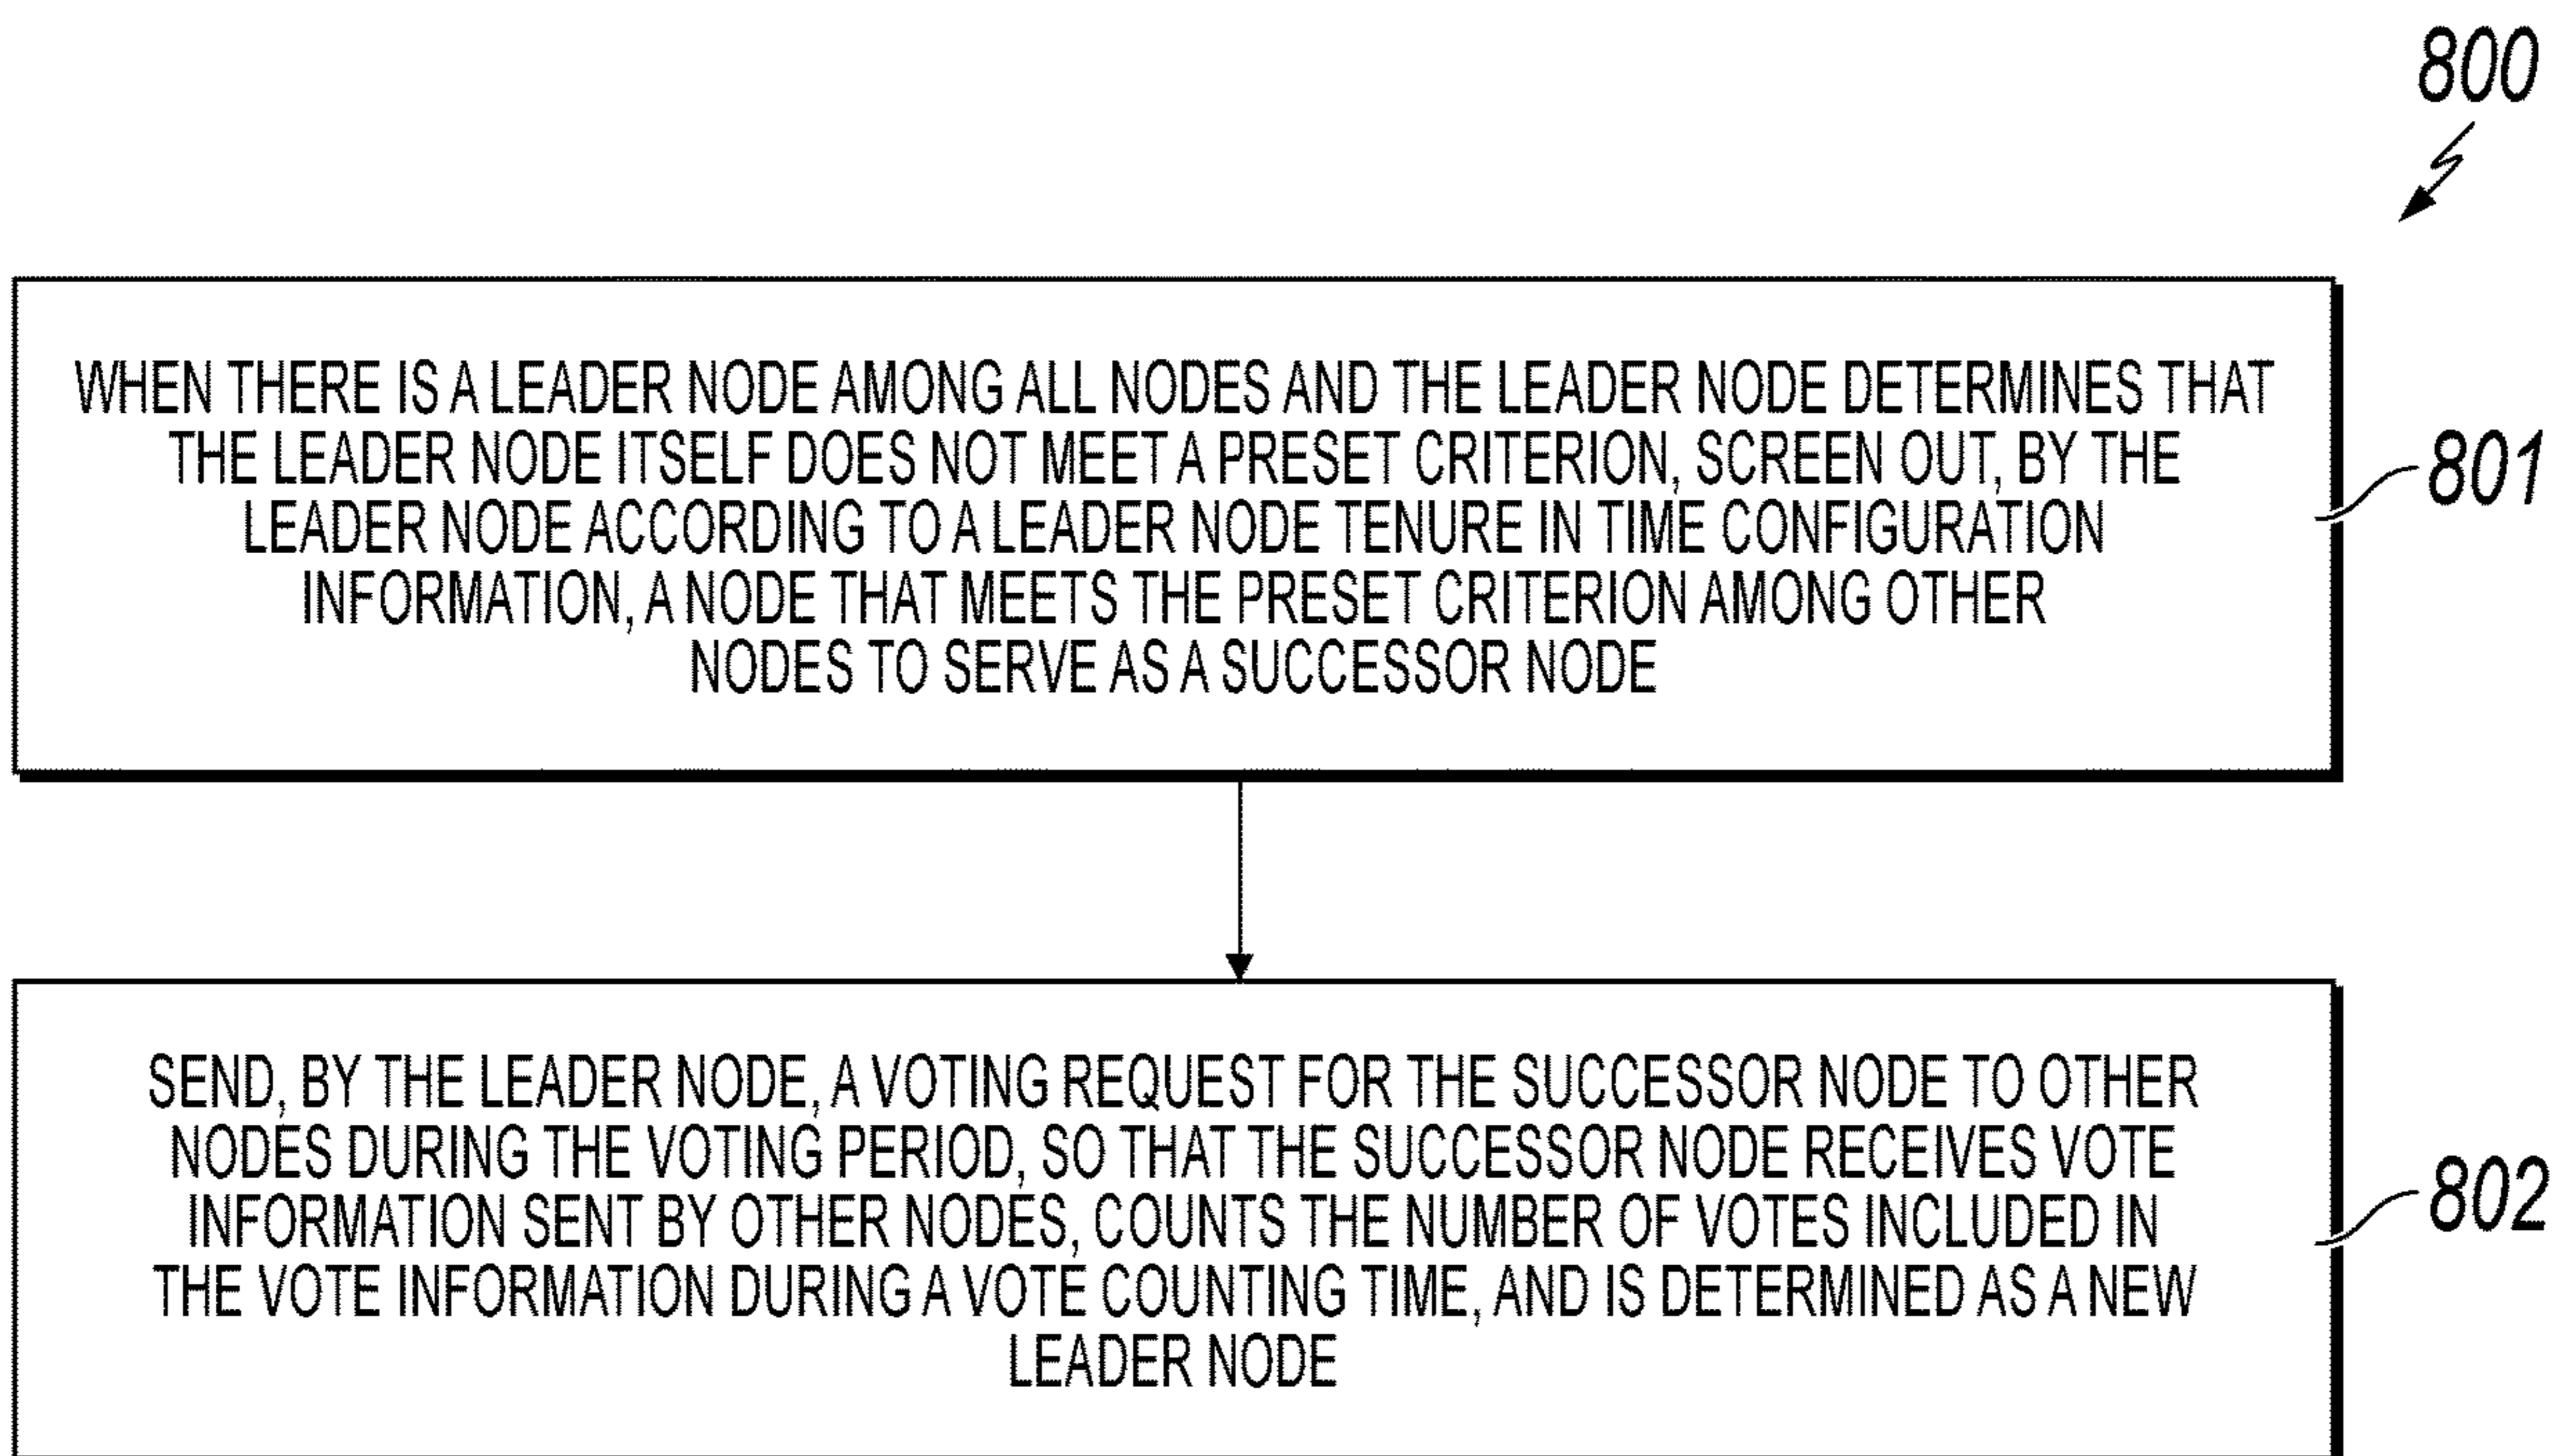 800
WHEN THERE IS A LEADER NODE AMONG ALL NODES AND THE LEADER NODE DETERMINES THAT
THE LEADER NODE ITSELF DOES NOT MEET A PRESET CRITERION, SCREEN OUT, BY THE
LEADER NODE ACCORDING TO A LEADER NODE TENURE IN TIME CONFIGURATION
INFORMATION, A NODE THAT MEETS THE PRESET CRITERION AMONG OTHER
NODES TO SERVE AS A SUCCESSOR NODE
801
SEND, BY THE LEADER NODE, A VOTING REQUEST FOR THE SUCCESSOR NODE TO OTHER
NODES DURING THE VOTING PERIOD, SO THAT THE SUCCESSOR NODE RECEIVES VOTE
INFORMATION SENT BY OTHER NODES, COUNTS THE NUMBER OF VOTES INCLUDED IN
THE VOTE INFORMATION DURING A VOTE COUNTING TIME, AND IS DETERMINED AS A NEW
LEADER NODE
802